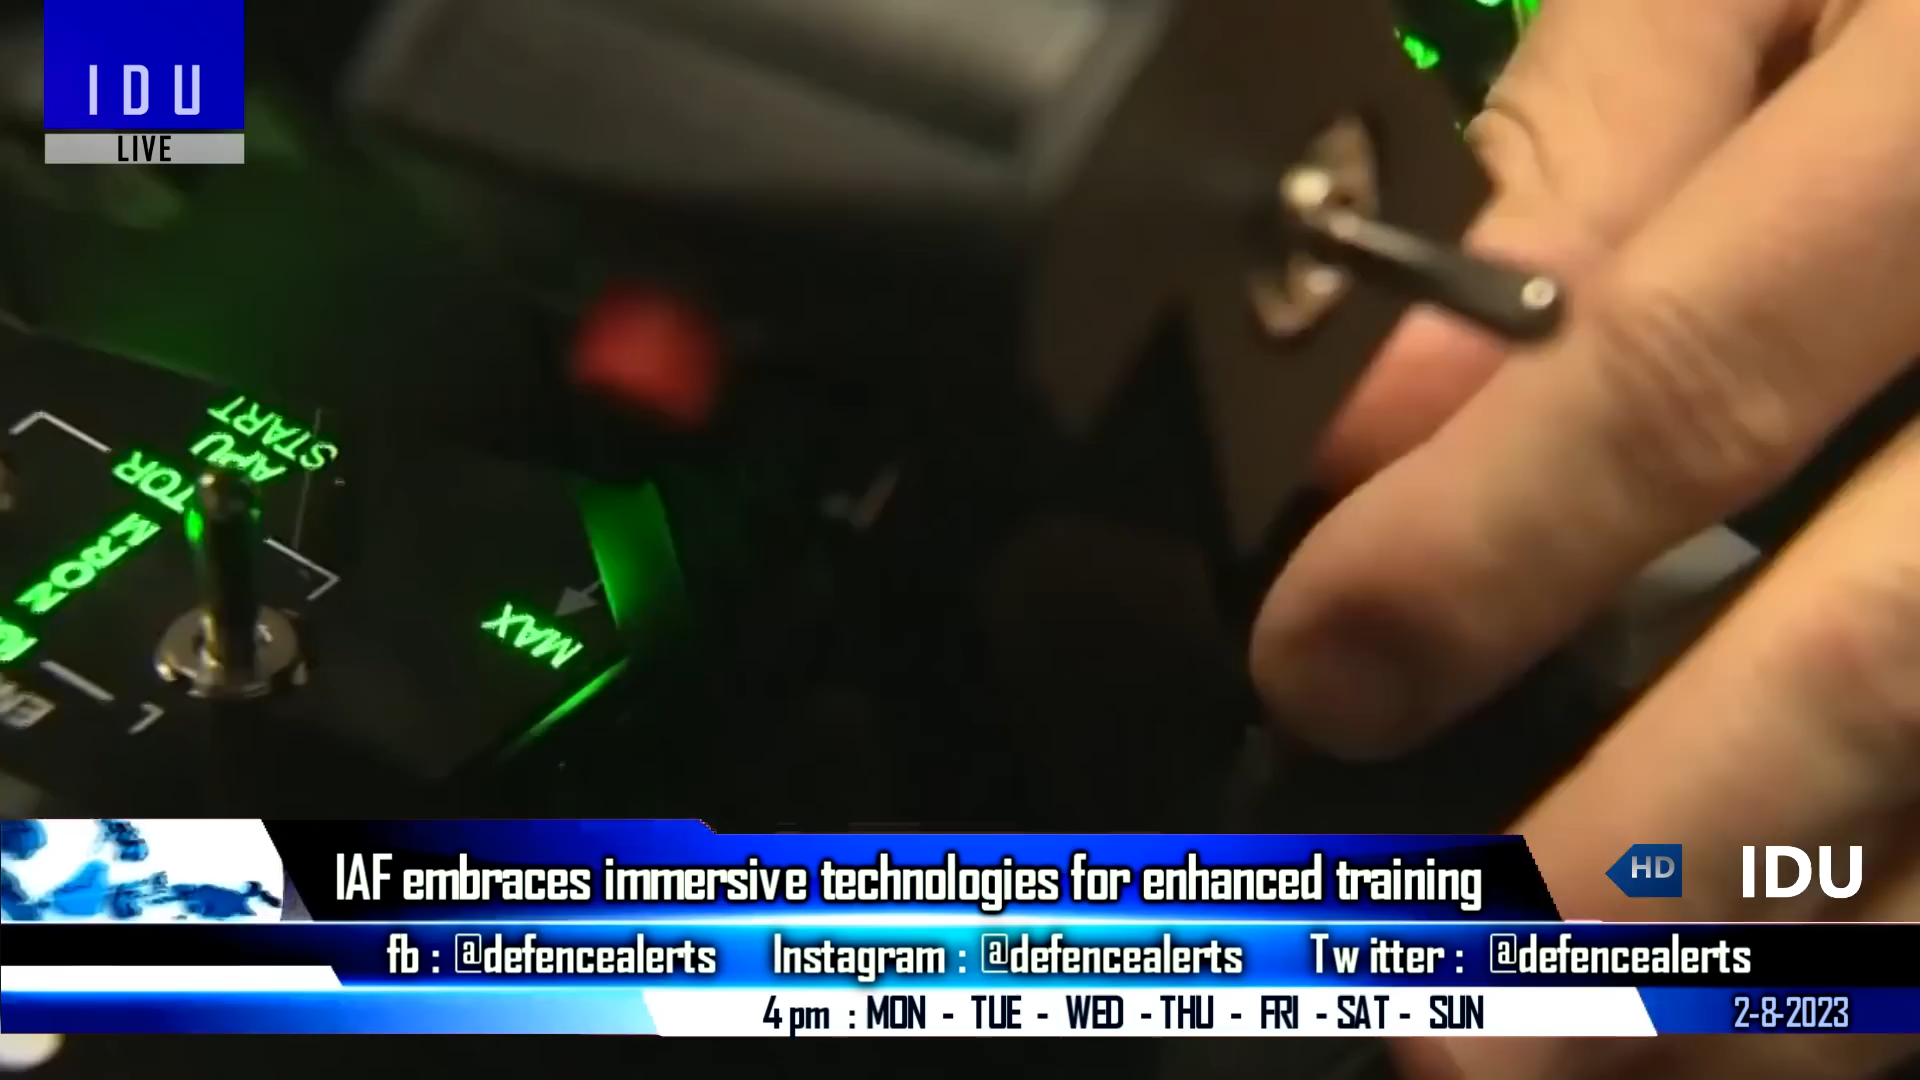 IDU
LIVE
START
APU
TOR
MAX
IAF embraces immersive technologies for enhanced training
HD
IDU
fb : @defencealerts Instagram : @defencealerts Twitter : @defencealerts
4 pm : MON - TUE - WED - THU - FRI - SAT - SUN
2-8-2023